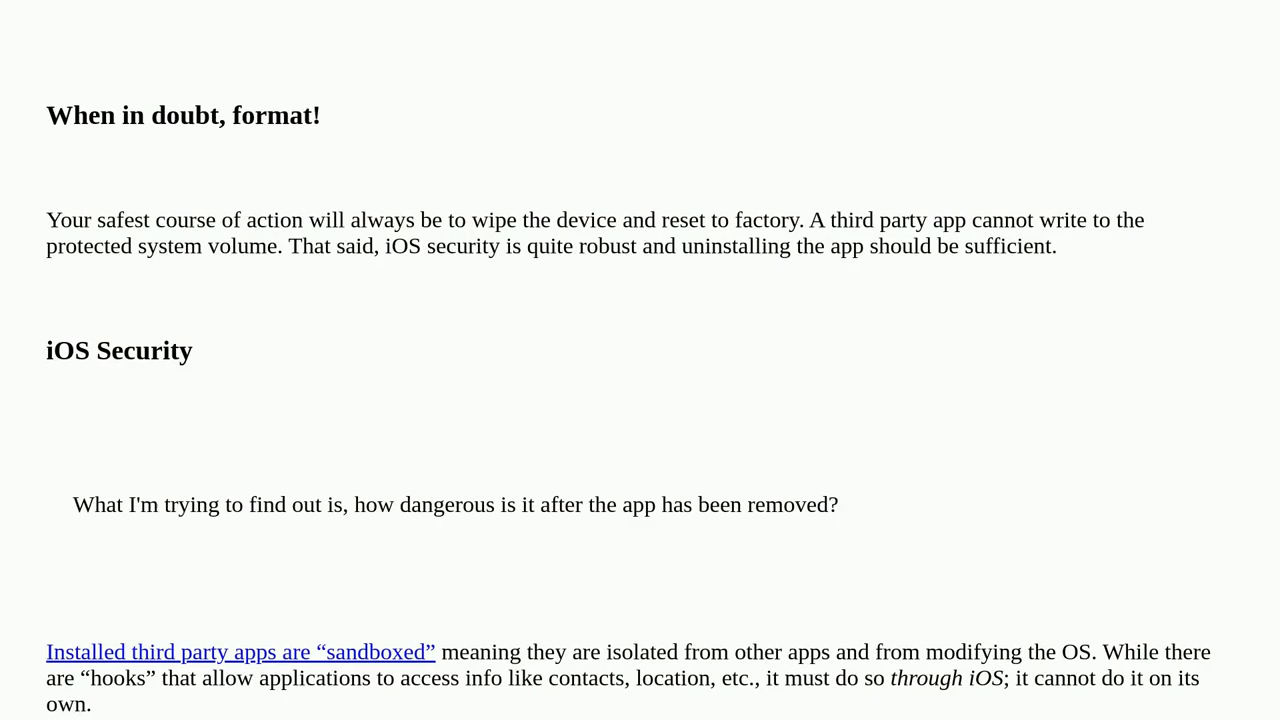 When in doubt, format!
Your safest course of action will always be to wipe the device and reset to factory. A third party app cannot write to the
protected system volume. That said, iOS security is quite robust and uninstalling the app should be sufficient.
iOS Security
What I'm trying to find out is, how dangerous is it after the app has been removed?
Installed third party apps are “sandboxed” meaning they are isolated from other apps and from modifying the OS. While there
are “hooks” that allow applications to access info like contacts, location, etc., it must do so through iOS; it cannot do it on its
own.